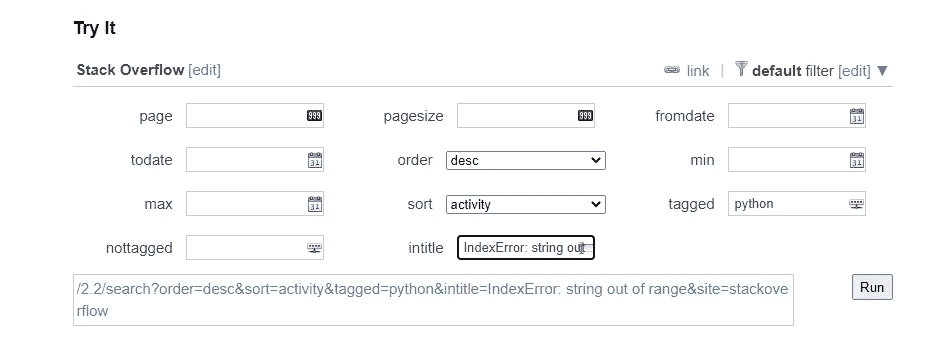 Try It
Stack Overflow [edit] link | default filter [edit] ▼
page 999 pagesize 999 fromdate 31
todate 31 order desc min 31
max 31 sort activity tagged python
nottagged intitle IndexError: string out
/2.2/search?order=desc&sort=activity&tagged=python&intitle=IndexError: string out of range&site=stackove
rflow
Run